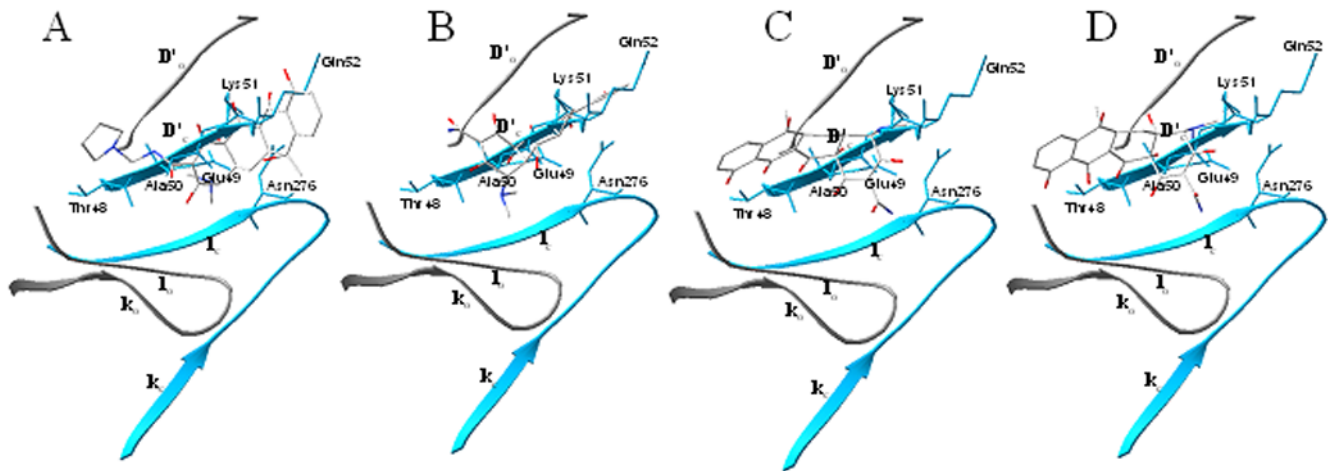 A
D'o
Gln52
Lys51
D'c
Ala50
Glu49
Asn276
Thr48
lc
lo
ko
kc
B
D'o
Gln52
Lys51
D'c
Ala50
Glu49
Asn276
Thr48
lc
lo
ko
kc
C
D'o
Gln52
Lys51
D'c
Ala50
Glu49
Asn276
Thr48
lc
lo
ko
kc
D
D'o
Gln52
Lys51
D'c
Ala50
Glu49
Asn276
Thr48
lc
lo
ko
kc